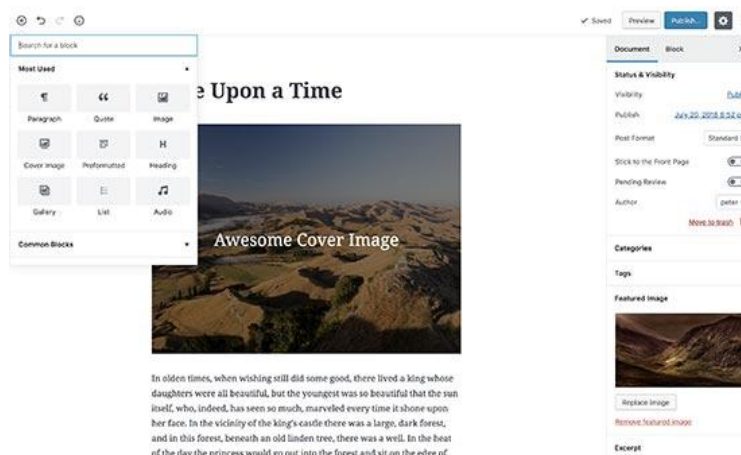 Saved
Preview
Publish...
Search for a block
Most Used
Paragraph
Quote
Image
Cover Image
Preformatted
Heading
Gallery
List
Audio
Common Blocks
Upon a Time
Awesome Cover Image
In olden times, when wishing still did some good, there lived a king whose
daughters were all beautiful, but the youngest was so beautiful that the sun
itself, who, indeed, has seen so much, marveled every time it shone upon
her face. In the vicinity of the king's castle there was a large, dark forest,
and in this forest, beneath an old linden tree, there was a well. In the heat
of the day the princess would go out into the forest and sit on the edge of
Document
Block
Status & Visibility
Visibility
Publish
July 20, 2018 8:52
Post Format
Standard
Stick to the Front Page
Pending Review
Author
peter
Move to trash
Categories
Tags
Featured Image
Replace Image
Remove featured image
Excerpt